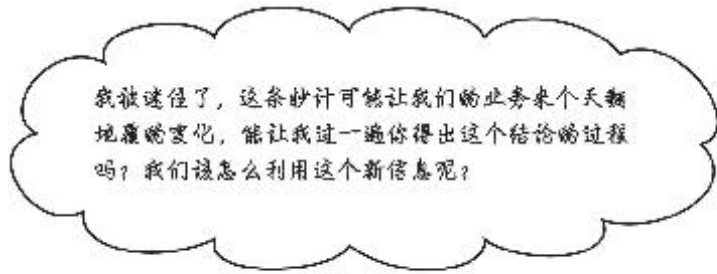 我被迷住了，这条妙计可能让我们的业务来个天翻
地覆的变化，能让我过一遍你得出这个结论的过程
吗？我们该怎么利用这个新信息呢？